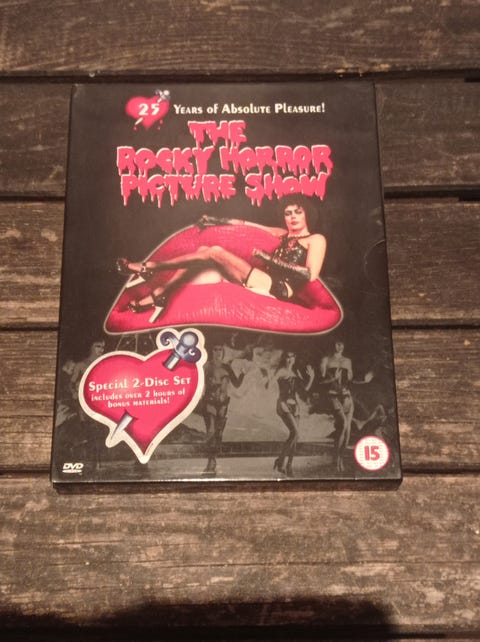 25 Years of Absolute Pleasure!
THE
ROCKY HORROR
PICTURE SHOW
Special 2-Disc Set
includes over 2 hours of
bonus materials!
DVD
15